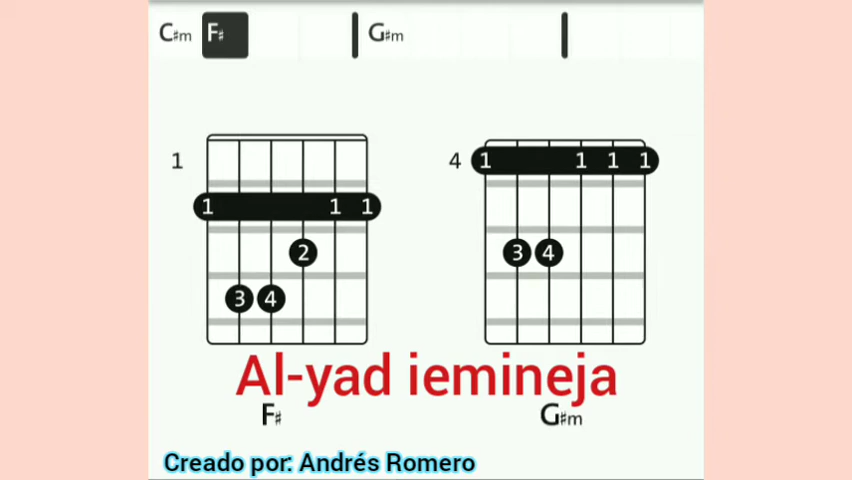 C#m F# G#m
1 4 1 1 1 1
1 1 1
2 3 4
3 4
Al-yad iemineja
F# G#m
Creado por: Andrés Romero